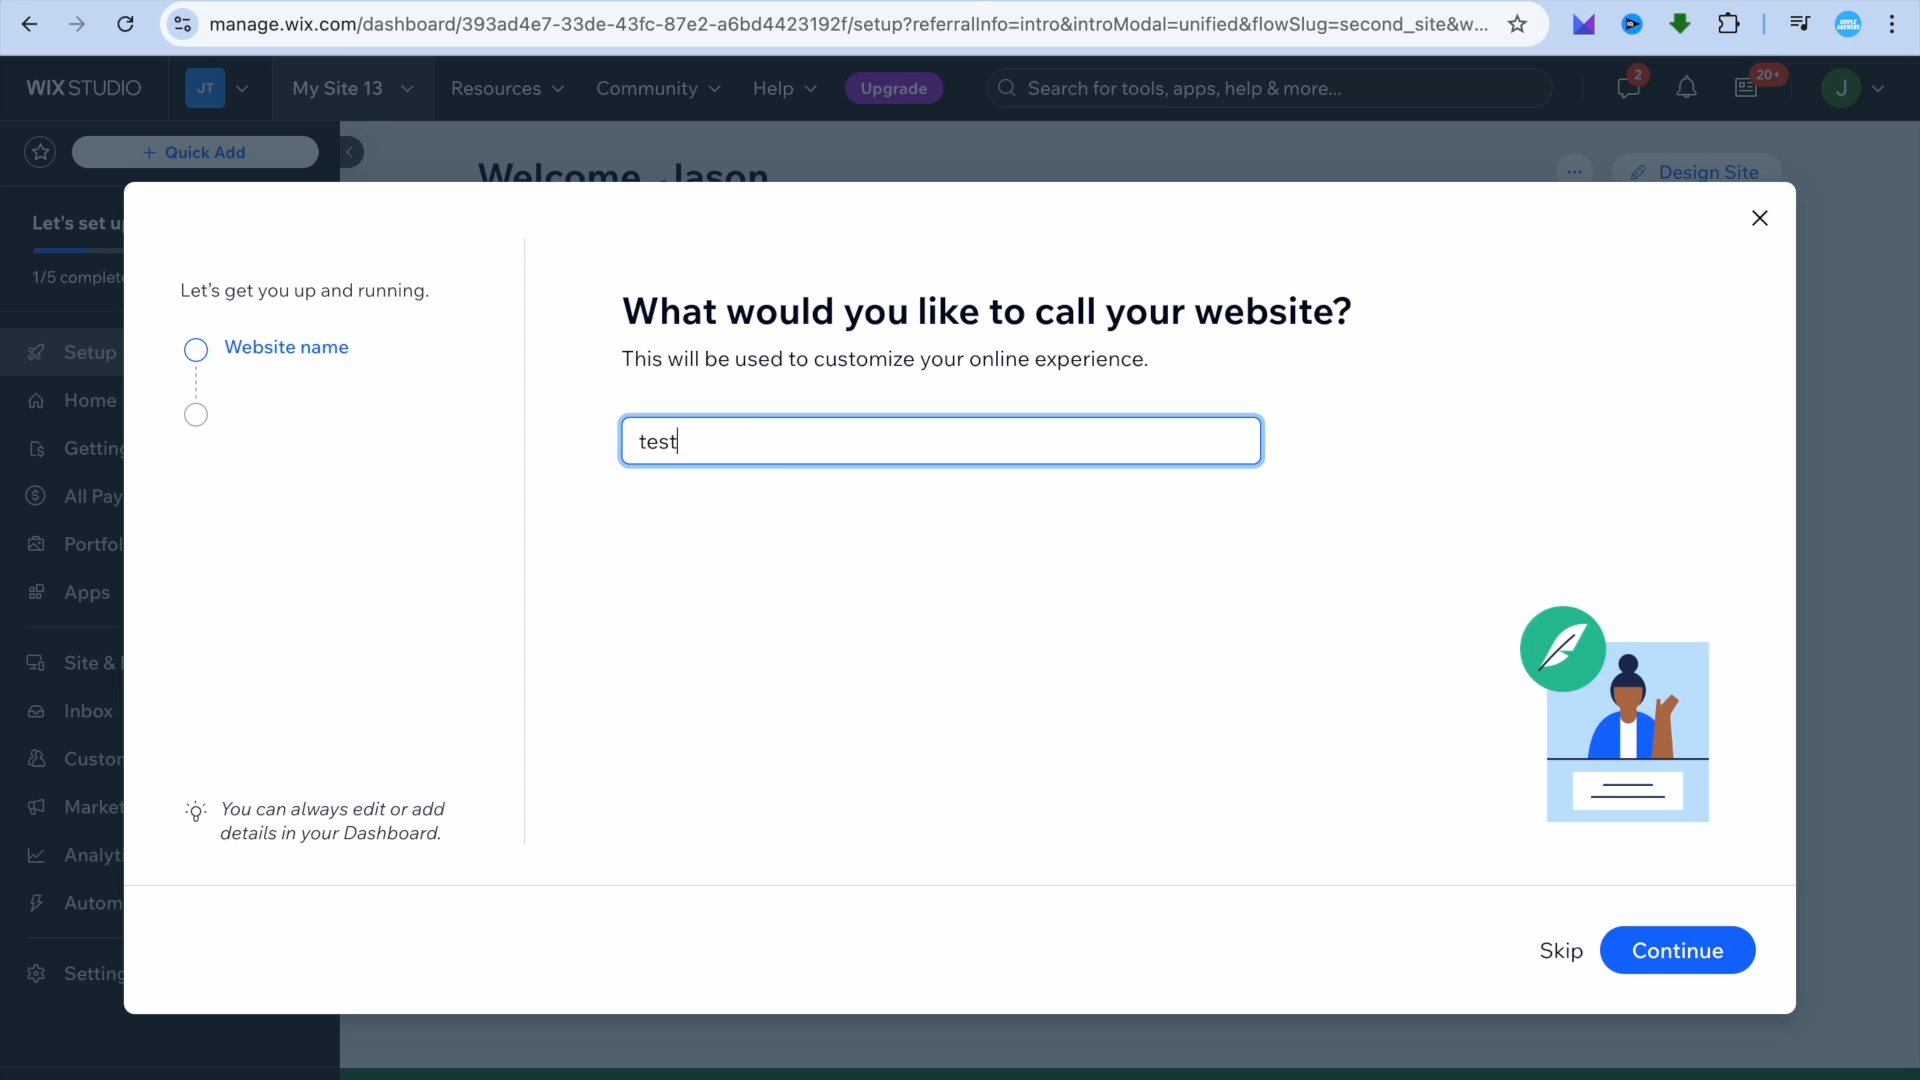 manage.wix.com/dashboard/393ad4e7-33de-43fc-87e2-a6bd4423192f/setup?referralInfo=intro&introModal=unified&flowSlug=second_site&w...
WIX STUDIO
JT
My Site 13
Resources
Community
Help
Upgrade
Search for tools, apps, help & more...
2
20+
J
+ Quick Add
Welcome, Jason
... Design Site
Let's set u
1/5 complete
Setup
Home
Getting
All Pay
Portfol
Apps
Site &
Inbox
Custom
Market
Analyti
Autom
Setting
Let's get you up and running.
Website name
You can always edit or add
details in your Dashboard.
What would you like to call your website?
This will be used to customize your online experience.
test
Skip
Continue